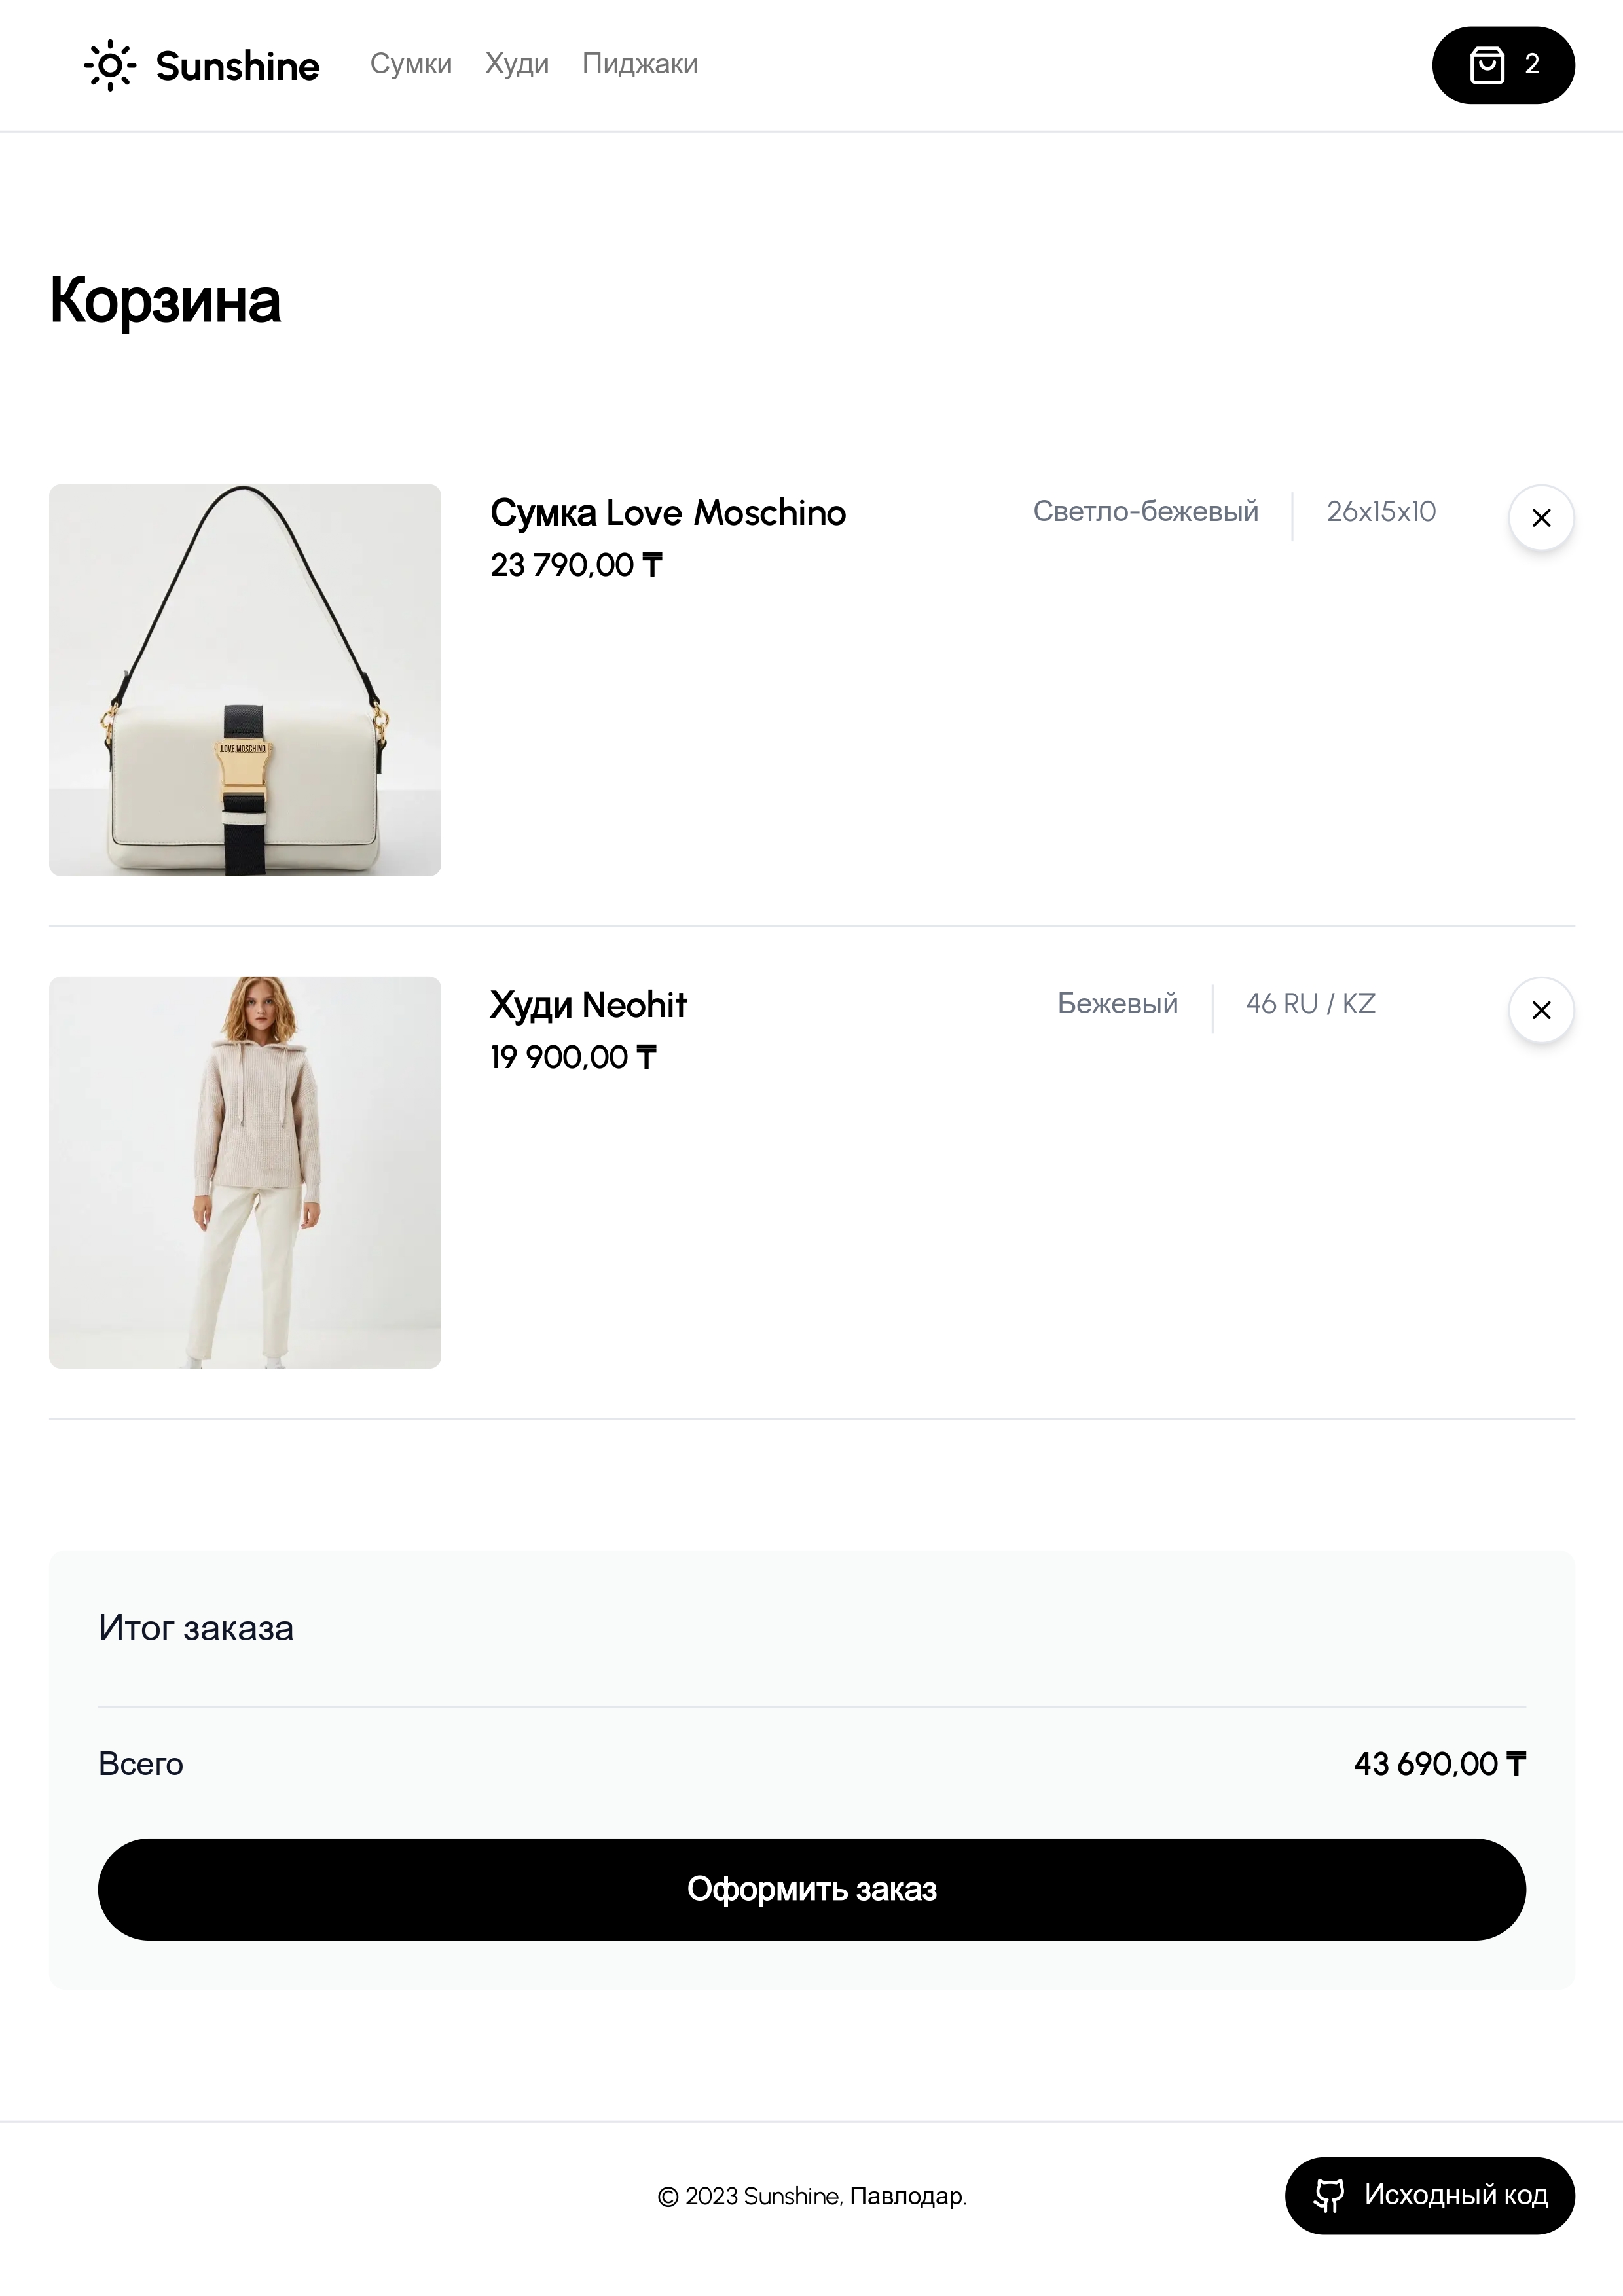 Sunshine Сумки Худи Пиджаки 2
Корзина
Сумка Love Moschino Светло-бежевый 26x15x10
23 790,00 ₸
LOVE MOSCHINO
Худи Neohit Бежевый 46 RU / KZ
19 900,00 ₸
Итог заказа
Всего 43 690,00 ₸
Оформить заказ
© 2023 Sunshine, Павлодар. Исходный код